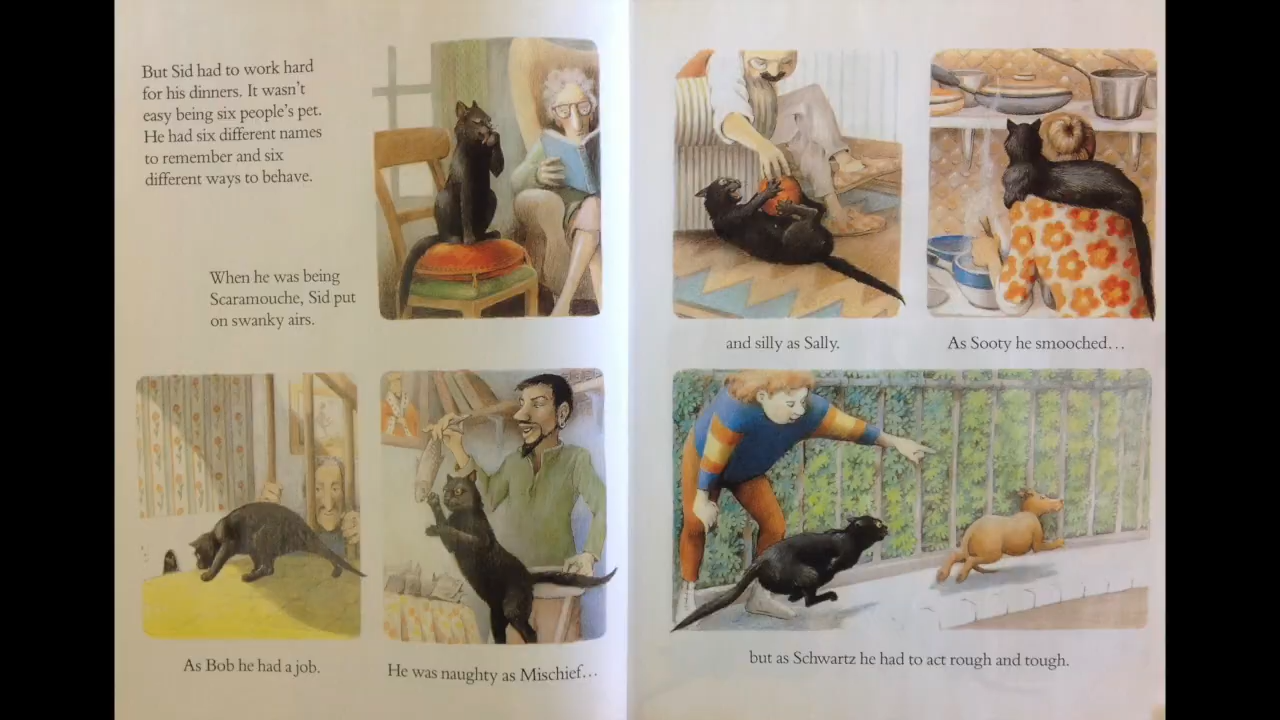 But Sid had to work hard
for his dinners. It wasn't
easy being six people's pet.
He had six different names
to remember and six
different ways to behave.
When he was being
Scaramouche, Sid put
on swanky airs.
As Bob he had a job.
He was naughty as Mischief…
and silly as Sally.
As Sooty he smooched…
but as Schwartz he had to act rough and tough.